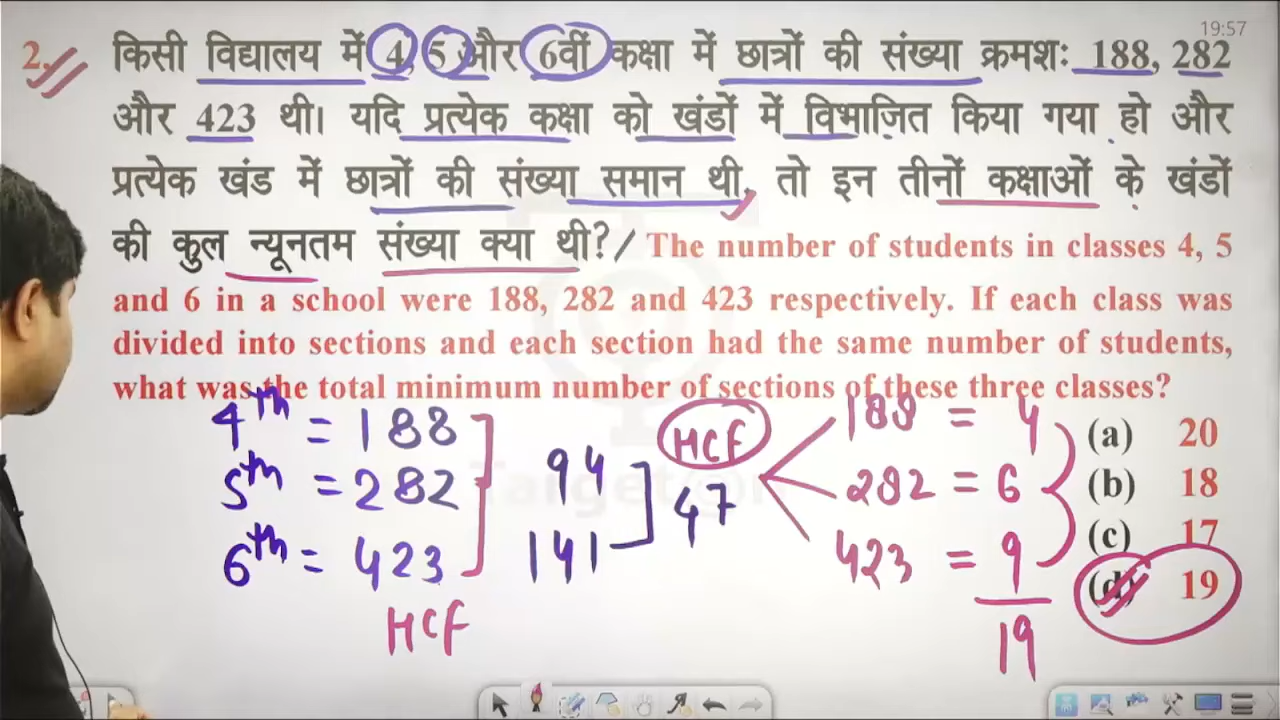 19:57
2. किसी विद्यालय में 4, 5 और 6वीं कक्षा में छात्रों की संख्या क्रमशः 188, 282
और 423 थी। यदि प्रत्येक कक्षा को खंडों में विभाजित किया गया हो और
प्रत्येक खंड में छात्रों की संख्या समान थी, तो इन तीनों कक्षाओं के खंडों
की कुल न्यूनतम संख्या क्या थी?/ The number of students in classes 4, 5
and 6 in a school were 188, 282 and 423 respectively. If each class was
divided into sections and each section had the same number of students,
what was the total minimum number of sections of these three classes?
4th = 188
5th = 282
6th = 423
HCF
94
141
HCF
47
188 = 4
282 = 6
423 = 9
19
(a) 20
(b) 18
(c) 17
(d) 19